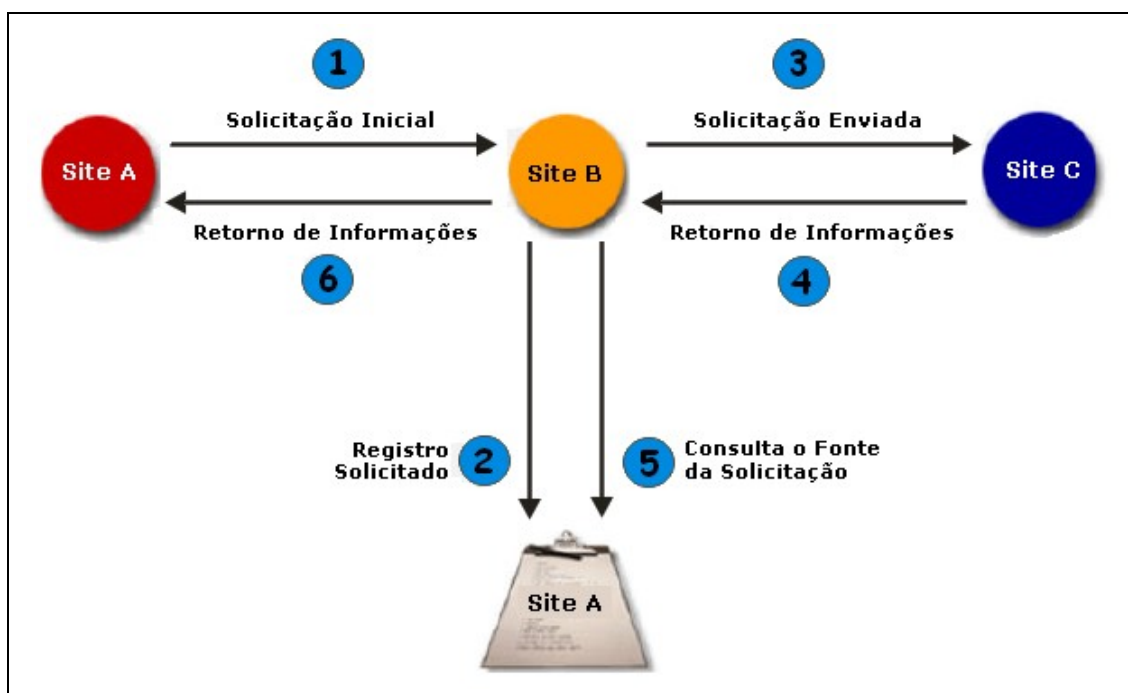 1
3
Solicitação Inicial
Solicitação Enviada
Site A
Site B
Site C
Retorno de Informações
Retorno de Informações
6
4
Registro
Solicitado
2
5
Consulta o Fonte
da Solicitação
Site A